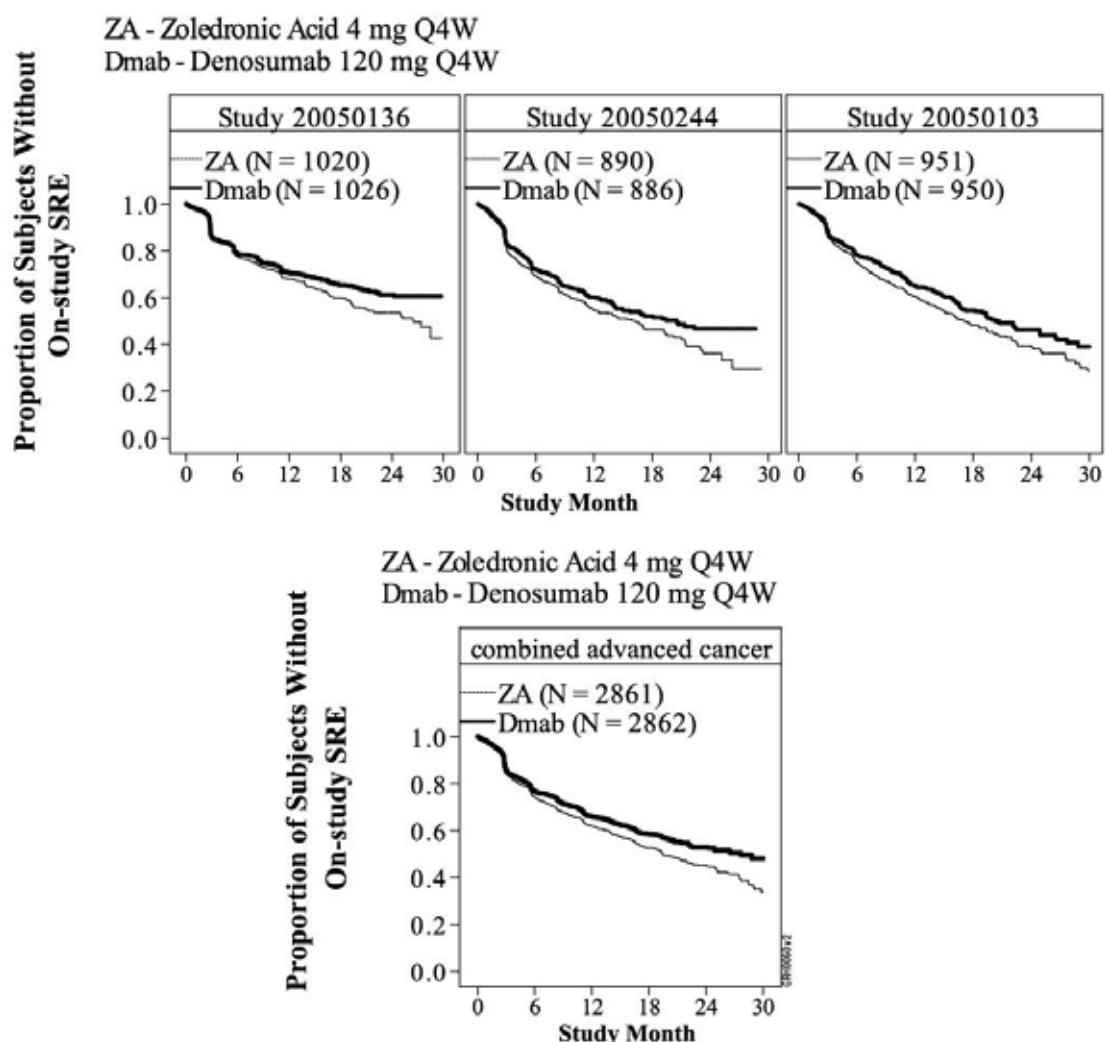 ZA - Zoledronic Acid 4 mg Q4W
Dmab - Denosumab 120 mg Q4W
Proportion of Subjects Without
On-study SRE
Study 20050136
ZA (N = 1020)
Dmab (N = 1026)
Study 20050244
ZA (N = 890)
Dmab (N = 886)
Study 20050103
ZA (N = 951)
Dmab (N = 950)
1.0
0.8
0.6
0.4
0.2
0.0
0 6 12 18 24 30
0 6 12 18 24 30
0 6 12 18 24 30
Study Month
ZA - Zoledronic Acid 4 mg Q4W
Dmab - Denosumab 120 mg Q4W
Proportion of Subjects Without
On-study SRE
combined advanced cancer
ZA (N = 2861)
Dmab (N = 2862)
1.0
0.8
0.6
0.4
0.2
0.0
0 6 12 18 24 30
Study Month